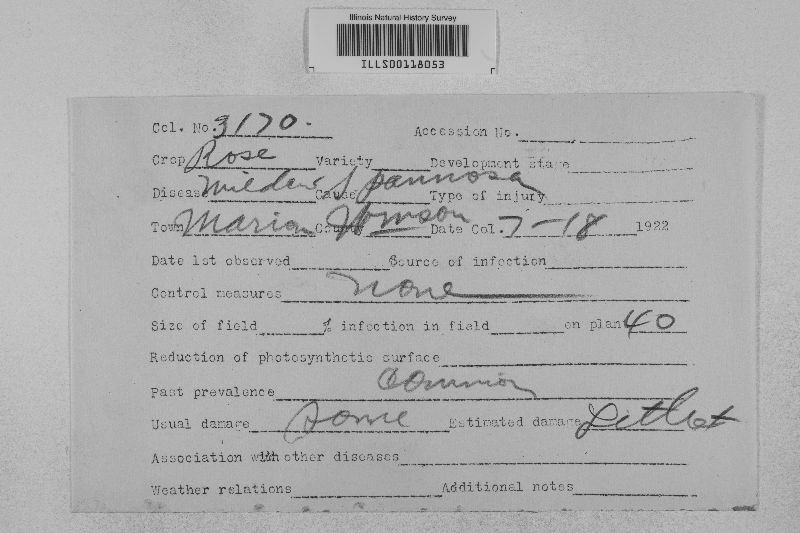 Illinois Natural History Survey
ILLS00118053
Col. No. 3170. Accession No.
Crop Rose Variety Development Stage
Disease Mildew Cause S pannosa Type of injury
Town Marion County Date Col. 7-18 1922
Date 1st observed Source of infection
Control measures None
Size of field % infection in field on plan 40
Reduction of photosynthetic surface
Past prevalence Common
Usual damage Some Estimated damage
Association with other diseases
Weather relations Additional notes